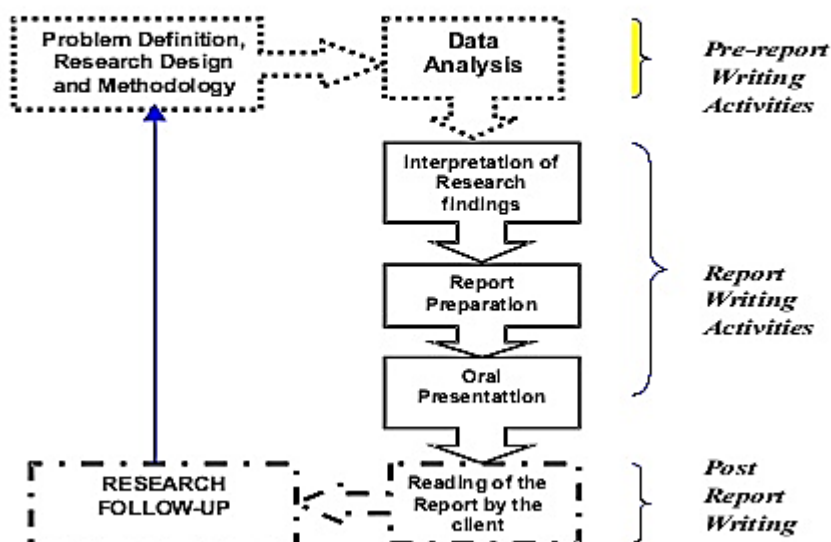 Problem Definition,
Research Design
and Methodology
Data
Analysis
Pre-report
Writing
Activities
Interpretation of
Research
findings
Report
Preparation
Report
Writing
Activities
Oral
Presentattion
RESEARCH
FOLLOW-UP
Reading of the
Report by the
client
Post
Report
Writing